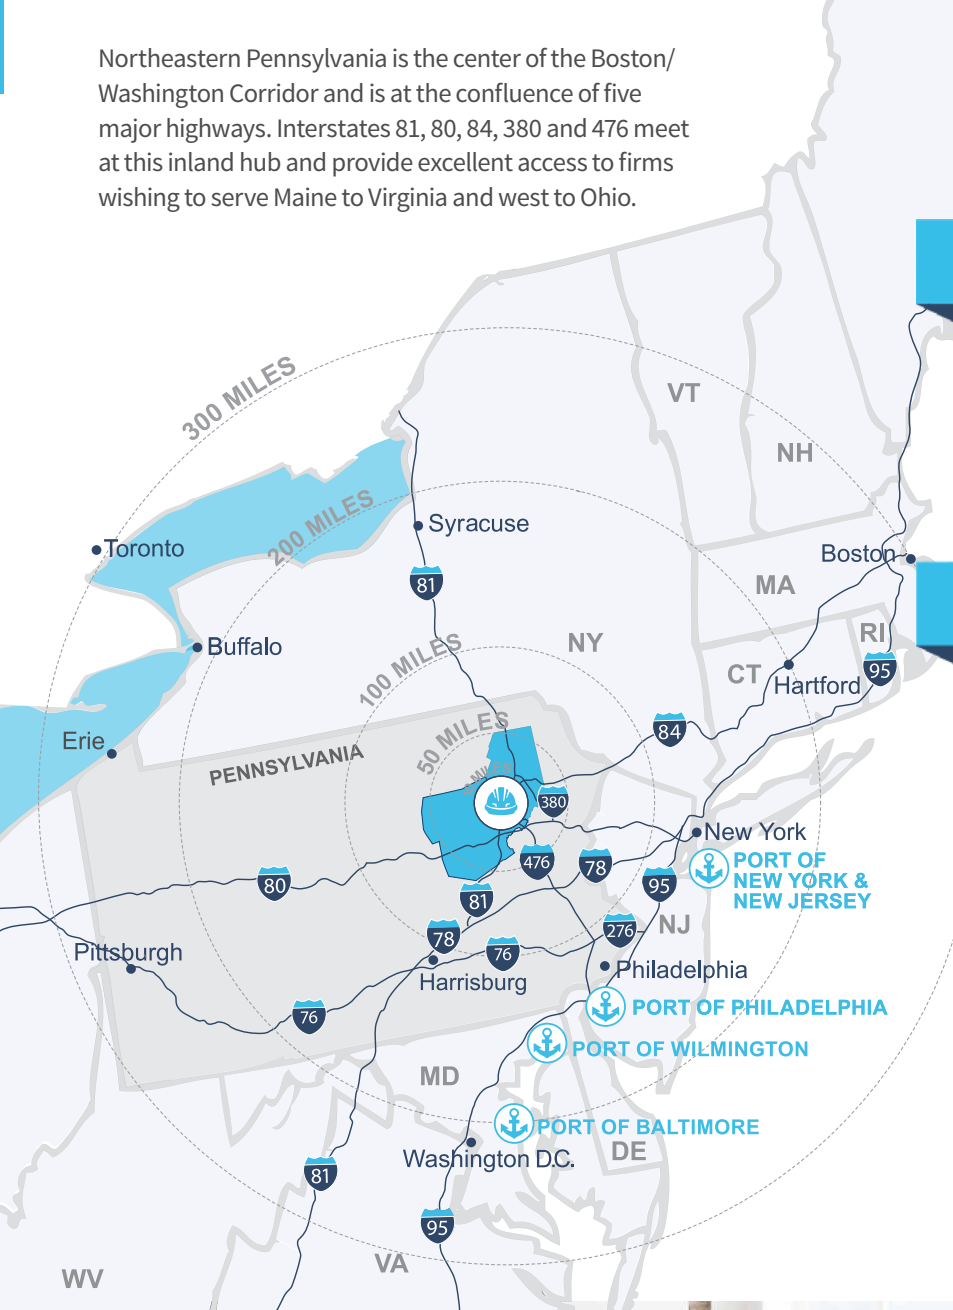 Northeastern Pennsylvania is the center of the Boston/
Washington Corridor and is at the confluence of five
major highways. Interstates 81, 80, 84, 380 and 476 meet
at this inland hub and provide excellent access to firms
wishing to serve Maine to Virginia and west to Ohio.
300 MILES
VT
NH
200 MILES
Syracuse
Toronto
Boston
81
MA
RI
NY
Buffalo
100 MILES
CT
Hartford
95
84
50 MILES
Erie
PENNSYLVANIA
MILES
380
New York
476
78
PORT OF
NEW YORK &
NEW JERSEY
80
95
81
NJ
276
78
76
Pittsburgh
Harrisburg
Philadelphia
76
PORT OF PHILADELPHIA
PORT OF WILMINGTON
MD
PORT OF BALTIMORE
DE
Washington D.C.
81
95
VA
WV